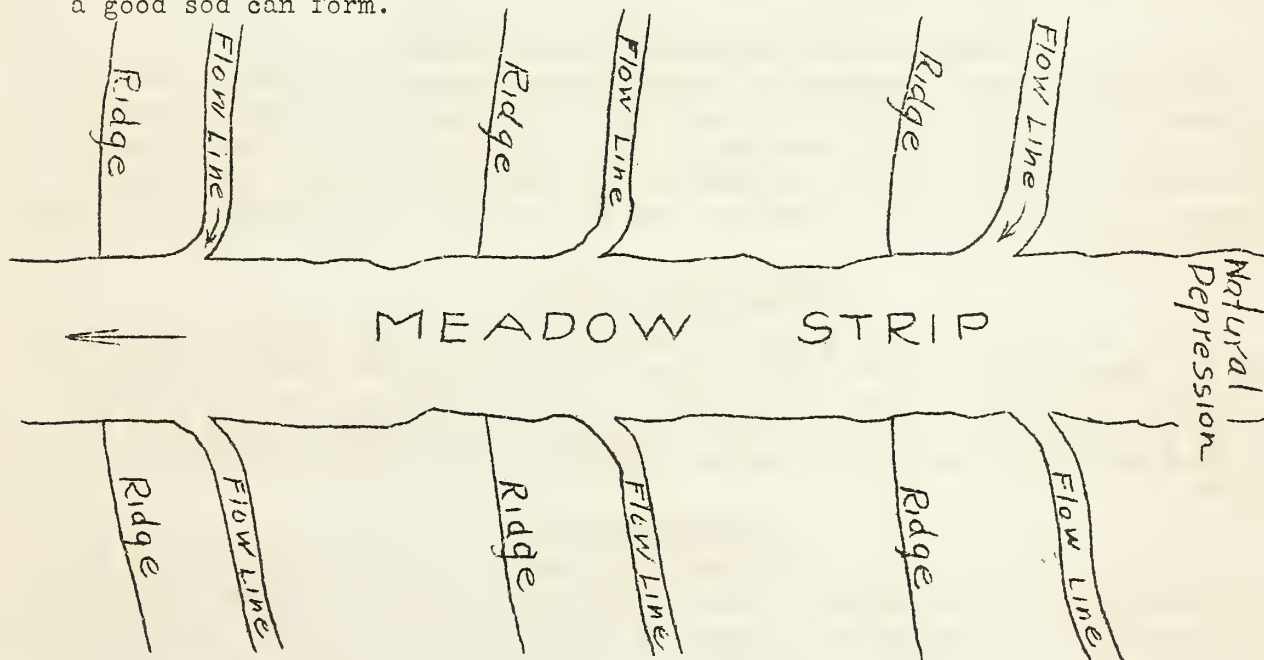 a good sod can form.
Ridge
Flow Line
Ridge
Flow Line
Ridge
Flow Line
MEADOW STRIP
Natural
Depression
Ridge
Flow Line
Ridge
Flow Line
Ridge
Flow Line